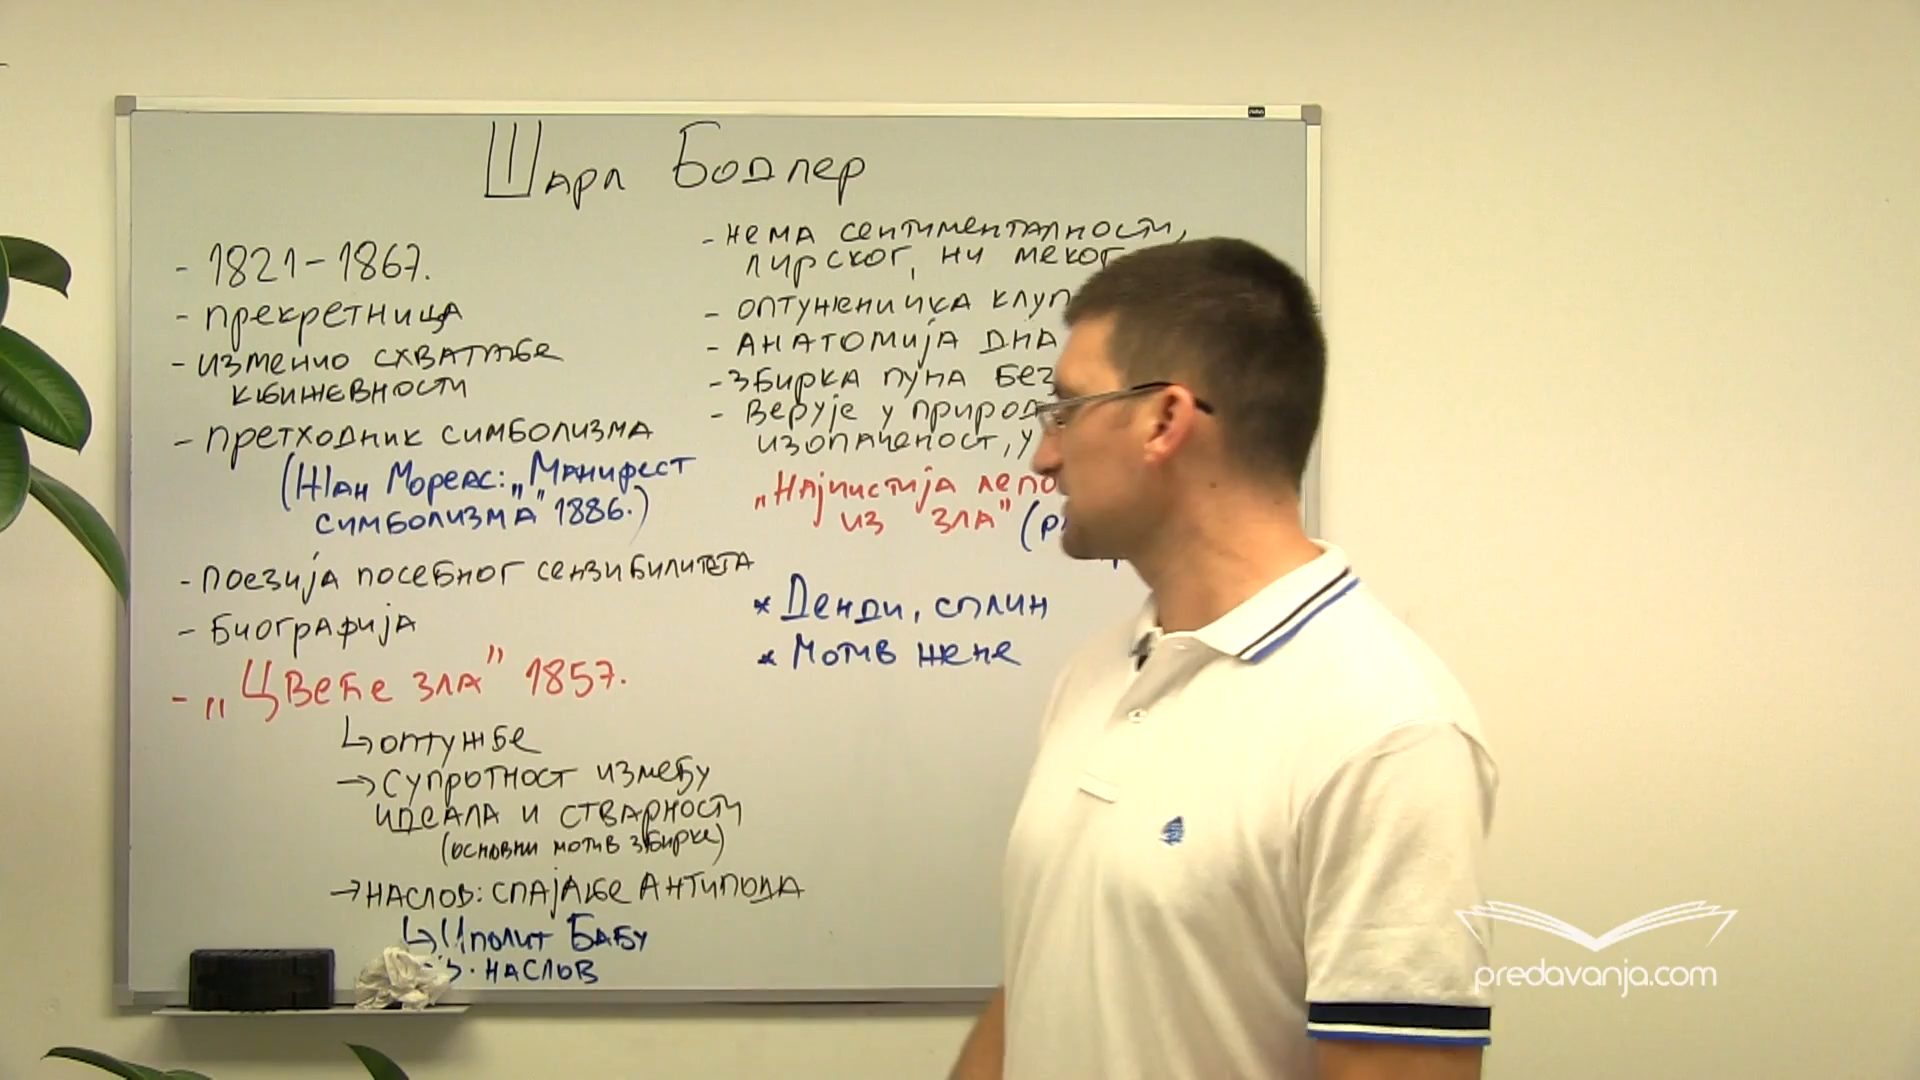 Шарл Бодлер
- 1821-1867.
- прекретница
- изменио схватање
књижевности
- претходник симболизма
(Жан Мореас: „Манифест
симболизма" 1886.)
- поезија посебног сензибилитета
- биографија
- „Цвеће зла" 1857.
↳ оптужбе
→ супротност између
идеала и стварности
(основни мотив збирке)
→ наслов: спајање антипода
↳ Иполит Бабу
3. наслов
- нема сентименталности,
лирског, ни меког
- оптуженичка клуп
- анатомија дна
- збирка пуна без
- верује у природ
изопаченост, у
„Најчистија лепо
из зла" (
* Денди, сплин
* Мотив жене
predavanja.com